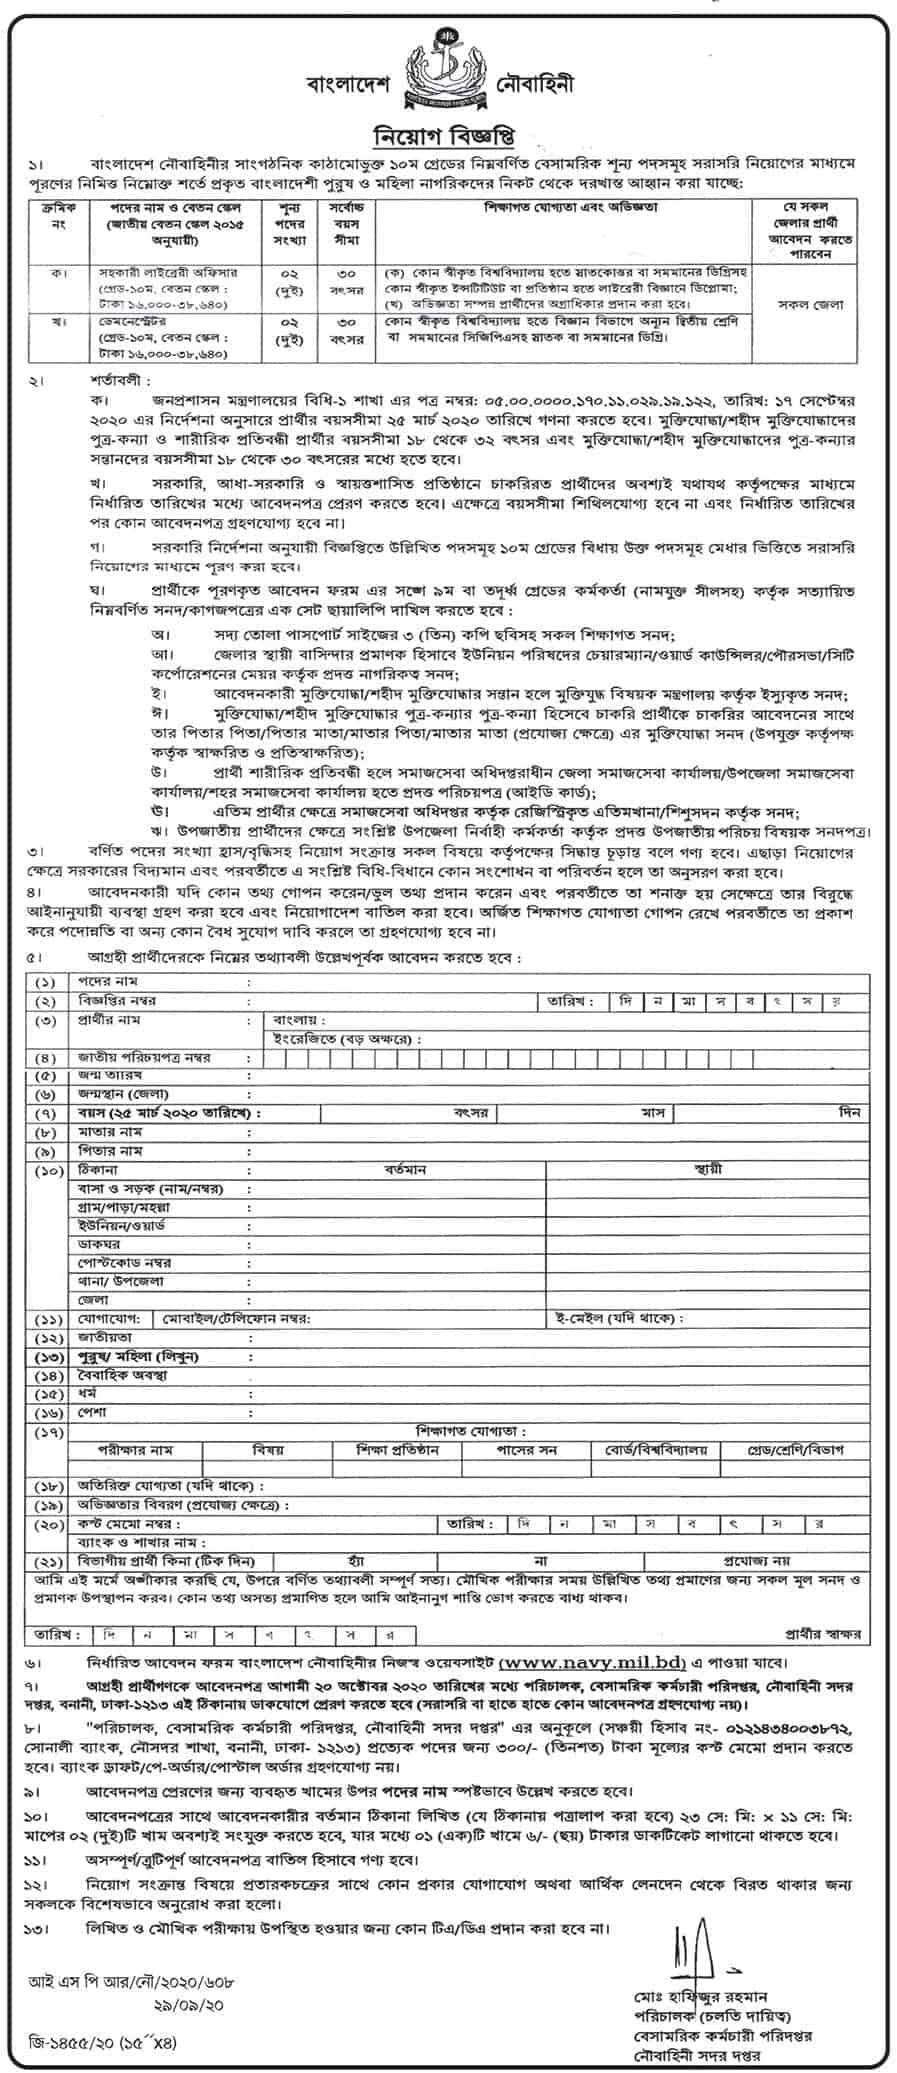 বাংলাদেশ নৌবাহিনী
নিয়োগ বিজ্ঞপ্তি
১। বাংলাদেশ নৌবাহিনীর সাংগঠনিক কাঠামোভুক্ত ১০ম গ্রেডের নিম্নবর্ণিত বেসামরিক শূন্য পদসমূহ সরাসরি নিয়োগের মাধ্যমে
পূরণের নিমিত্ত নিম্নোক্ত শর্তে প্রকৃত বাংলাদেশী পুরুষ ও মহিলা নাগরিকদের নিকট থেকে দরখাস্ত আহ্বান করা যাচ্ছে:
ক্রমিক নং
পদের নাম ও বেতন স্কেল (জাতীয় বেতন স্কেল ২০১৫ অনুযায়ী)
শূন্য পদের সংখ্যা
সর্বোচ্চ বয়স সীমা
শিক্ষাগত যোগ্যতা এবং অভিজ্ঞতা
যে সকল জেলার প্রার্থী আবেদন করতে পারবেন
ক। সহকারী লাইব্রেরী অফিসার (গ্রেড-১০ম, বেতন স্কেল : টাকা ১৬,০০০-৩৮,৬৪০)
০২ (দুই)
৩০ বৎসর
(ক) কোন স্বীকৃত বিশ্ববিদ্যালয় হতে স্নাতকোত্তর বা সমমানের ডিগ্রিসহ
কোন স্বীকৃত ইন্সটিটিউট বা প্রতিষ্ঠান হতে লাইব্রেরী বিজ্ঞানে ডিপ্লোমা;
(খ) অভিজ্ঞতা সম্পন্ন প্রার্থীদের অগ্রাধিকার প্রদান করা হবে।
সকল জেলা
খ। ডেমনেস্ট্রেটর (গ্রেড-১০ম, বেতন স্কেল : টাকা ১৬,০০০-৩৮,৬৪০)
০২ (দুই)
৩০ বৎসর
কোন স্বীকৃত বিশ্ববিদ্যালয় হতে বিজ্ঞান বিভাগে অন্যূন দ্বিতীয় শ্রেণি
বা সমমানের সিজিপিএসহ স্নাতক বা সমমানের ডিগ্রি।
২। শর্তাবলী :
ক। জনপ্রশাসন মন্ত্রণালয়ের বিধি-১ শাখা এর পত্র নম্বর: ০৫.০০.০০০০.১৭০.১১.০২৯.১৯.১২২, তারিখ: ১৭ সেপ্টেম্বর
২০২০ এর নির্দেশনা অনুসারে প্রার্থীর বয়সসীমা ২৫ মার্চ ২০২০ তারিখে গণনা করতে হবে। মুক্তিযোদ্ধা/শহীদ মুক্তিযোদ্ধাদের
পুত্র-কন্যা ও শারীরিক প্রতিবন্ধী প্রার্থীর বয়সসীমা ১৮ থেকে ৩২ বৎসর এবং মুক্তিযোদ্ধা/শহীদ মুক্তিযোদ্ধাদের পুত্র-কন্যার
সন্তানদের বয়সসীমা ১৮ থেকে ৩০ বৎসরের মধ্যে হতে হবে।
খ। সরকারি, আধা-সরকারি ও স্বায়ত্তশাসিত প্রতিষ্ঠানে চাকরিরত প্রার্থীদের অবশ্যই যথাযথ কর্তৃপক্ষের মাধ্যমে
নির্ধারিত তারিখের মধ্যে আবেদনপত্র প্রেরণ করতে হবে। এক্ষেত্রে বয়সসীমা শিথিলযোগ্য হবে না এবং নির্ধারিত তারিখের
পর কোন আবেদনপত্র গ্রহণযোগ্য হবে না।
গ। সরকারি নির্দেশনা অনুযায়ী বিজ্ঞপ্তিতে উল্লিখিত পদসমূহ ১০ম গ্রেডের বিধায় উক্ত পদসমূহ মেধার ভিত্তিতে সরাসরি
নিয়োগের মাধ্যমে পূরণ করা হবে।
ঘ। প্রার্থীকে পূরণকৃত আবেদন ফরম এর সঙ্গে ৯ম বা তদূর্ধ্ব গ্রেডের কর্মকর্তা (নামযুক্ত সীলসহ) কর্তৃক সত্যায়িত
নিম্নবর্ণিত সনদ/কাগজপত্রের এক সেট ছায়ালিপি দাখিল করতে হবে :
অ। সদ্য তোলা পাসপোর্ট সাইজের ৩ (তিন) কপি ছবিসহ সকল শিক্ষাগত সনদ;
আ। জেলার স্থায়ী বাসিন্দার প্রমাণক হিসাবে ইউনিয়ন পরিষদের চেয়ারম্যান/ওয়ার্ড কাউন্সিলর/পৌরসভা/সিটি
কর্পোরেশনের মেয়র কর্তৃক প্রদত্ত নাগরিকত্ব সনদ;
ই। আবেদনকারী মুক্তিযোদ্ধা/শহীদ মুক্তিযোদ্ধার সন্তান হলে মুক্তিযুদ্ধ বিষয়ক মন্ত্রণালয় কর্তৃক ইস্যুকৃত সনদ;
ঈ। মুক্তিযোদ্ধা/শহীদ মুক্তিযোদ্ধার পুত্র-কন্যার পুত্র-কন্যা হিসেবে চাকরি প্রার্থীকে চাকরির আবেদনের সাথে
তার পিতার পিতা/পিতার মাতা/মাতার পিতা/মাতার মাতা (প্রযোজ্য ক্ষেত্রে) এর মুক্তিযোদ্ধা সনদ (উপযুক্ত কর্তৃপক্ষ
কর্তৃক স্বাক্ষরিত ও প্রতিস্বাক্ষরিত);
উ। প্রার্থী শারীরিক প্রতিবন্ধী হলে সমাজসেবা অধিদপ্তরাধীন জেলা সমাজসেবা কার্যালয়/উপজেলা সমাজসেবা
কার্যালয়/শহর সমাজসেবা কার্যালয় হতে প্রদত্ত পরিচয়পত্র (আইডি কার্ড);
ঊ। এতিম প্রার্থীর ক্ষেত্রে সমাজসেবা অধিদপ্তর কর্তৃক রেজিস্ট্রিকৃত এতিমখানা/শিশুসদন কর্তৃক সনদ;
ঋ। উপজাতীয় প্রার্থীদের ক্ষেত্রে সংশ্লিষ্ট উপজেলা নির্বাহী কর্মকর্তা কর্তৃক প্রদত্ত উপজাতীয় পরিচয় বিষয়ক সনদপত্র।
৩। বর্ণিত পদের সংখ্যা হ্রাস/বৃদ্ধিসহ নিয়োগ সংক্রান্ত সকল বিষয়ে কর্তৃপক্ষের সিদ্ধান্ত চূড়ান্ত বলে গণ্য হবে। এছাড়া নিয়োগের
ক্ষেত্রে সরকারের বিদ্যমান এবং পরবর্তীতে এ সংশ্লিষ্ট বিধি-বিধানে কোন সংশোধন বা পরিবর্তন হলে তা অনুসরণ করা হবে।
৪। আবেদনকারী যদি কোন তথ্য গোপন করেন/ভুল তথ্য প্রদান করেন এবং পরবর্তীতে তা শনাক্ত হয় সেক্ষেত্রে তার বিরুদ্ধে
আইনানুযায়ী ব্যবস্থা গ্রহণ করা হবে এবং নিয়োগাদেশ বাতিল করা হবে। অর্জিত শিক্ষাগত যোগ্যতা গোপন রেখে পরবর্তীতে তা প্রকাশ
করে পদোন্নতি বা অন্য কোন বৈধ সুযোগ দাবি করলে তা গ্রহণযোগ্য হবে না।
৫। আগ্রহী প্রার্থীদেরকে নিম্নের তথ্যাবলী উল্লেখপূর্বক আবেদন করতে হবে :
(১) পদের নাম :
(২) বিজ্ঞপ্তির নম্বর : তারিখ : দি ন মা স ব ৎ স র
(৩) প্রার্থীর নাম : বাংলায় :
ইংরেজিতে (বড় অক্ষরে) :
(৪) জাতীয় পরিচয়পত্র নম্বর :
(৫) জন্ম তারিখ :
(৬) জন্মস্থান (জেলা) :
(৭) বয়স (২৫ মার্চ ২০২০ তারিখে) : বৎসর মাস দিন
(৮) মাতার নাম :
(৯) পিতার নাম :
(১০) ঠিকানা : বর্তমান স্থায়ী
বাসা ও সড়ক (নাম/নম্বর) :
গ্রাম/পাড়া/মহল্লা :
ইউনিয়ন/ওয়ার্ড :
ডাকঘর :
পোস্টকোড নম্বর :
থানা/ উপজেলা :
জেলা :
(১১) যোগাযোগ: মোবাইল/টেলিফোন নম্বর: ই-মেইল (যদি থাকে) :
(১২) জাতীয়তা :
(১৩) পুরুষ/ মহিলা (লিখুন) :
(১৪) বৈবাহিক অবস্থা :
(১৫) ধর্ম :
(১৬) পেশা :
(১৭) শিক্ষাগত যোগ্যতা :
পরীক্ষার নাম বিষয় শিক্ষা প্রতিষ্ঠান পাসের সন বোর্ড/বিশ্ববিদ্যালয় গ্রেড/শ্রেণি/বিভাগ
(১৮) অতিরিক্ত যোগ্যতা (যদি থাকে) :
(১৯) অভিজ্ঞতার বিবরণ (প্রযোজ্য ক্ষেত্রে) :
(২০) কস্ট মেমো নম্বর : তারিখ : দি ন মা স ব ৎ স র
ব্যাংক ও শাখার নাম :
(২১) বিভাগীয় প্রার্থী কিনা (টিক দিন) হ্যাঁ না প্রযোজ্য নয়
আমি এই মর্মে অঙ্গীকার করছি যে, উপরে বর্ণিত তথ্যাবলী সম্পূর্ণ সত্য। মৌখিক পরীক্ষার সময় উল্লিখিত তথ্য প্রমাণের জন্য সকল মূল সনদ ও
প্রমাণক উপস্থাপন করব। কোন তথ্য অসত্য প্রমাণিত হলে আমি আইনানুগ শাস্তি ভোগ করতে বাধ্য থাকব।
তারিখ : দি ন মা স ব ৎ স র প্রার্থীর স্বাক্ষর
৬। নির্ধারিত আবেদন ফরম বাংলাদেশ নৌবাহিনীর নিজস্ব ওয়েবসাইট (www.navy.mil.bd) এ পাওয়া যাবে।
৭। আগ্রহী প্রার্থীগণকে আবেদনপত্র আগামী ২০ অক্টোবর ২০২০ তারিখের মধ্যে পরিচালক, বেসামরিক কর্মচারী পরিদপ্তর, নৌবাহিনী সদর
দপ্তর, বনানী, ঢাকা-১২১৩ এই ঠিকানায় ডাকযোগে প্রেরণ করতে হবে (সরাসরি বা হাতে হাতে কোন আবেদনপত্র গ্রহণযোগ্য নয়)।
৮। "পরিচালক, বেসামরিক কর্মচারী পরিদপ্তর, নৌবাহিনী সদর দপ্তর" এর অনুকূলে (সঞ্চয়ী হিসাব নং- ০১২১৪৩৪০০৩৮৭২,
সোনালী ব্যাংক, নৌসদর শাখা, বনানী, ঢাকা- ১২১৩) প্রত্যেক পদের জন্য ৩০০/- (তিনশত) টাকা মূল্যের কস্ট মেমো প্রদান করতে
হবে। ব্যাংক ড্রাফট/পে-অর্ডার/পোস্টাল অর্ডার গ্রহণযোগ্য নয়।
৯। আবেদনপত্র প্রেরণের জন্য ব্যবহৃত খামের উপর পদের নাম স্পষ্টভাবে উল্লেখ করতে হবে।
১০। আবেদনপত্রের সাথে আবেদনকারীর বর্তমান ঠিকানা লিখিত (যে ঠিকানায় পত্রালাপ করা হবে) ২৩ সে: মি: × ১১ সে: মি:
মাপের ০২ (দুই)টি খাম অবশ্যই সংযুক্ত করতে হবে, যার মধ্যে ০১ (এক)টি খামে ৬/- (ছয়) টাকার ডাকটিকেট লাগানো থাকতে হবে।
১১। অসম্পূর্ণ/ত্রুটিপূর্ণ আবেদনপত্র বাতিল হিসাবে গণ্য হবে।
১২। নিয়োগ সংক্রান্ত বিষয়ে প্রতারকচক্রের সাথে কোন প্রকার যোগাযোগ অথবা আর্থিক লেনদেন থেকে বিরত থাকার জন্য
সকলকে বিশেষভাবে অনুরোধ করা হলো।
১৩। লিখিত ও মৌখিক পরীক্ষায় উপস্থিত হওয়ার জন্য কোন টিএ/ডিএ প্রদান করা হবে না।
আই এস পি আর/নৌ/২০২০/৬০৮
২৯/০৯/২০
জি-১৪৫৫/২০ (১৫˝X৪)
মোঃ হাফিজুর রহমান
পরিচালক (চলতি দায়িত্ব)
বেসামরিক কর্মচারী পরিদপ্তর
নৌবাহিনী সদর দপ্তর